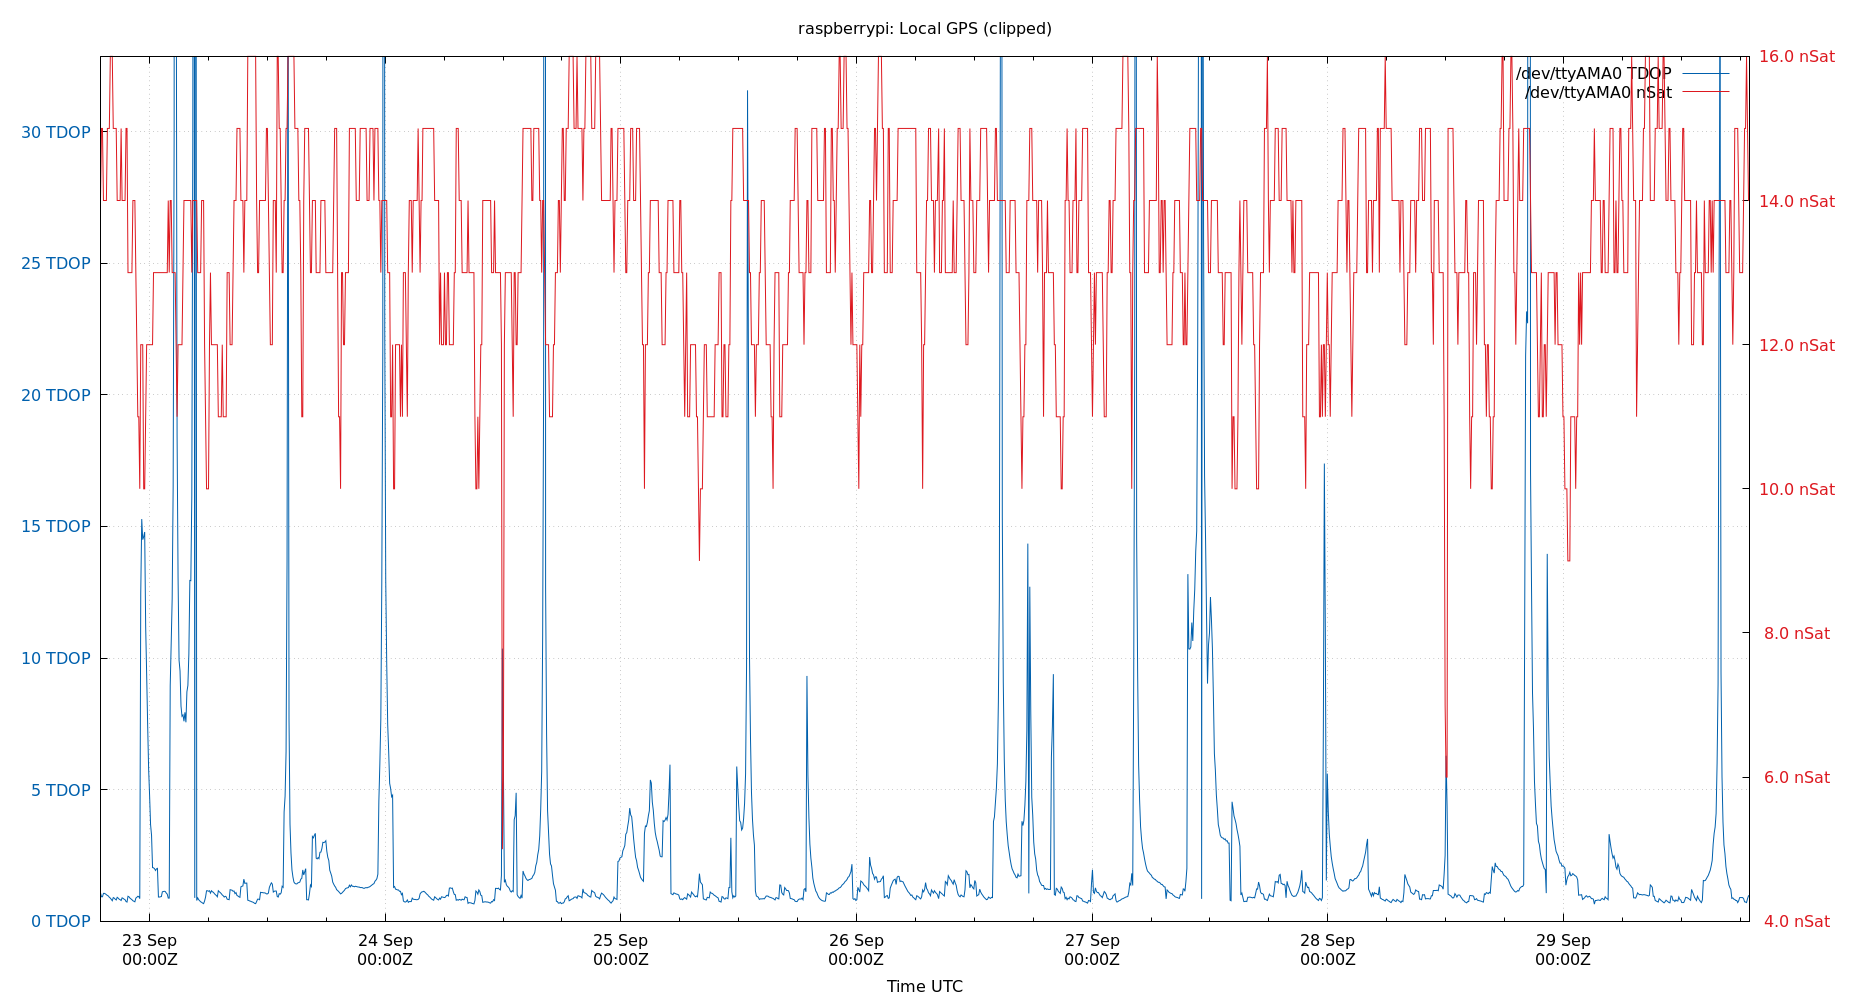 raspberrypi: Local GPS (clipped)
/dev/ttyAMA0 TDOP
/dev/ttyAMA0 nSat
30 TDOP
25 TDOP
20 TDOP
15 TDOP
10 TDOP
5 TDOP
0 TDOP
16.0 nSat
14.0 nSat
12.0 nSat
10.0 nSat
8.0 nSat
6.0 nSat
4.0 nSat
23 Sep
00:00Z
24 Sep
00:00Z
25 Sep
00:00Z
26 Sep
00:00Z
27 Sep
00:00Z
28 Sep
00:00Z
29 Sep
00:00Z
Time UTC